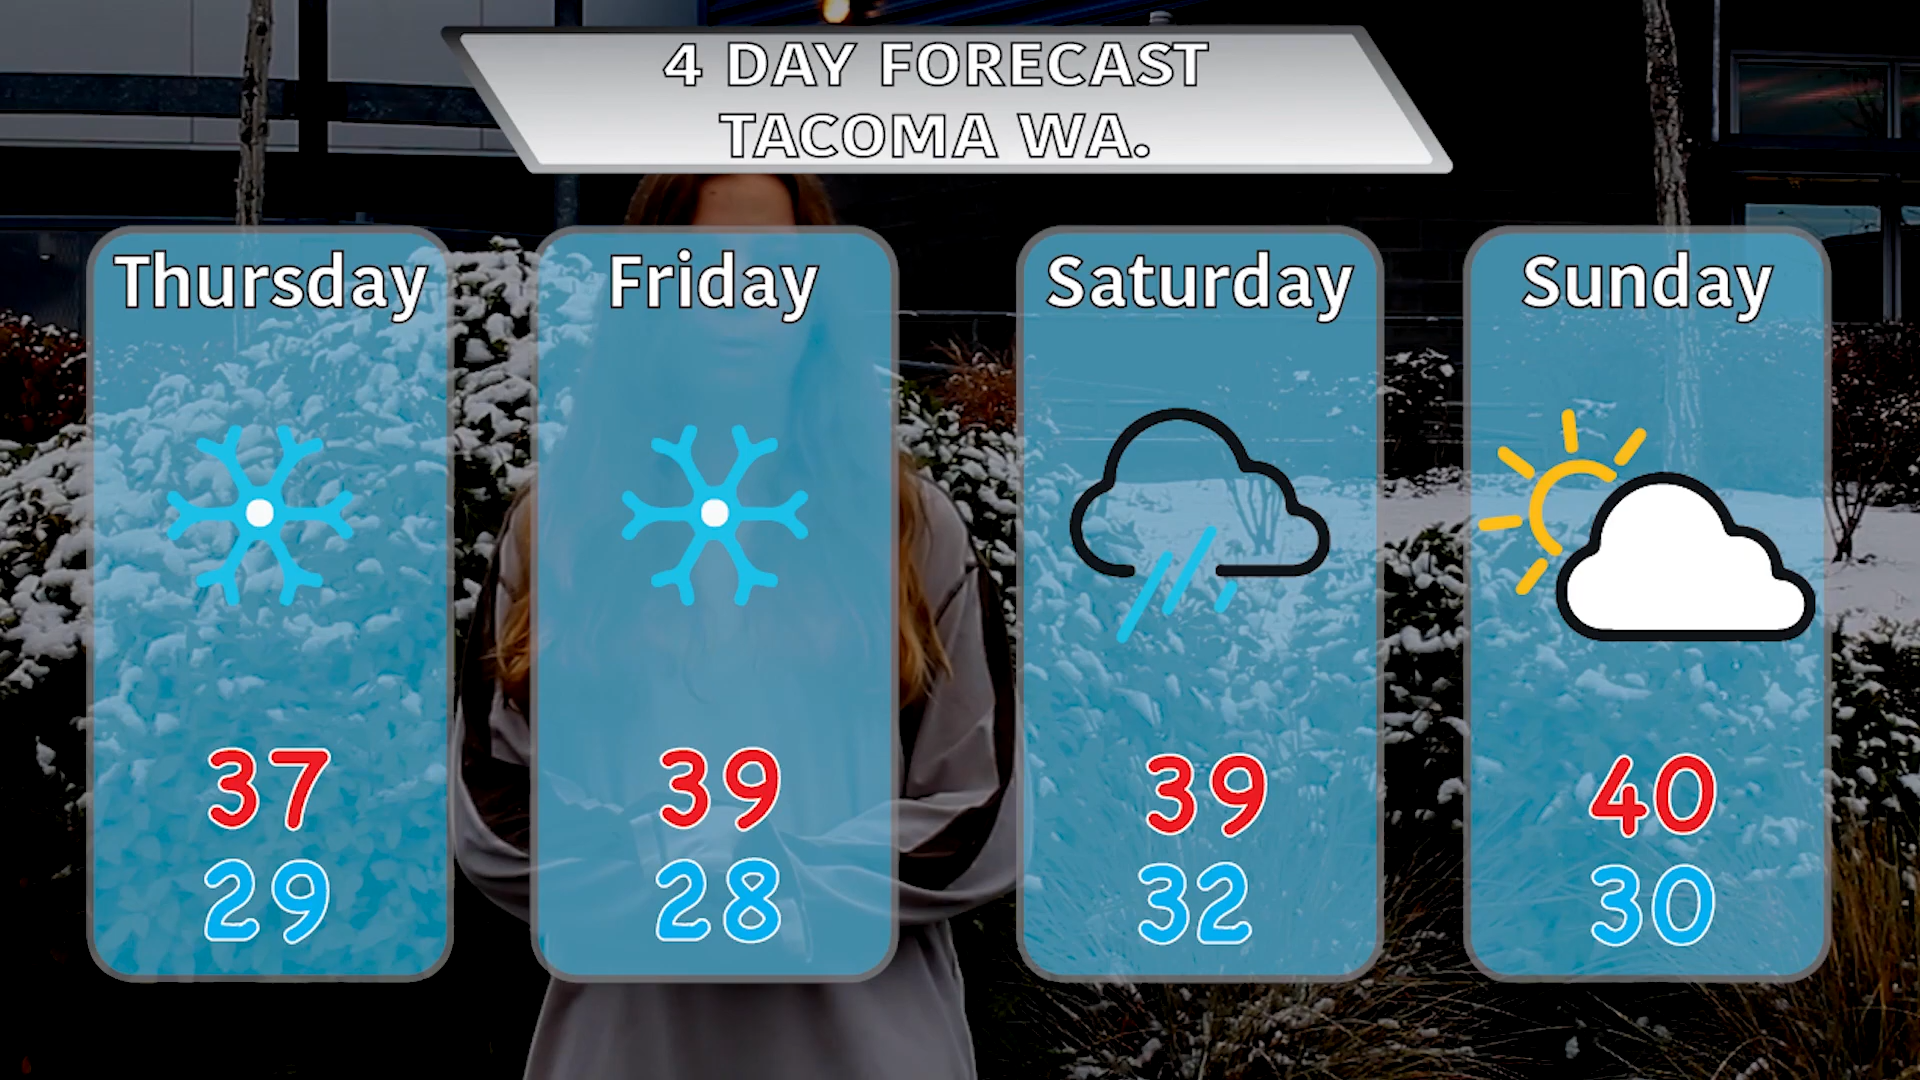 4 DAY FORECAST
TACOMA WA.
Thursday
37
29
Friday
39
28
Saturday
39
32
Sunday
40
30